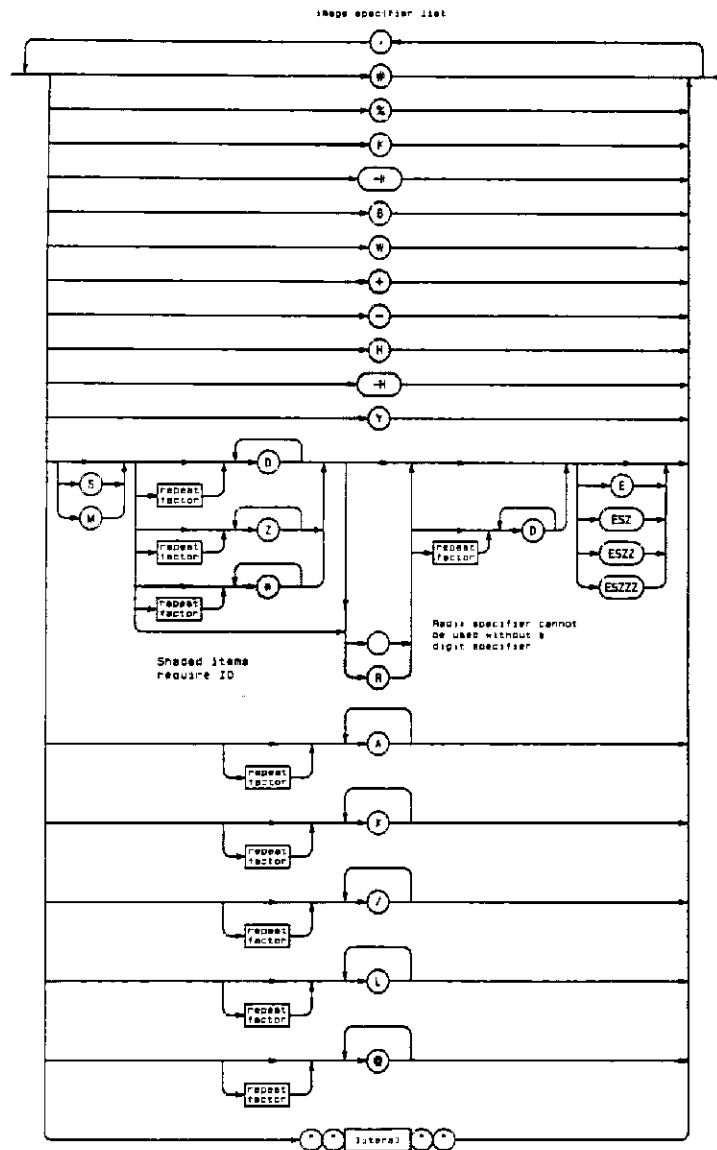 image specifier list
,
#
%
K
-K
B
W
+
-
H
-H
Y
D
S
repeat
factor
E
M
Z
D
ESZ
repeat
factor
repeat
factor
ESZZ
*
ESZZZ
repeat
factor
Radix specifier cannot
be used without a
digit specifier
Shaded items
require IO
.
R
A
repeat
factor
X
repeat
factor
/
repeat
factor
L
repeat
factor
@
repeat
factor
" " literal " "